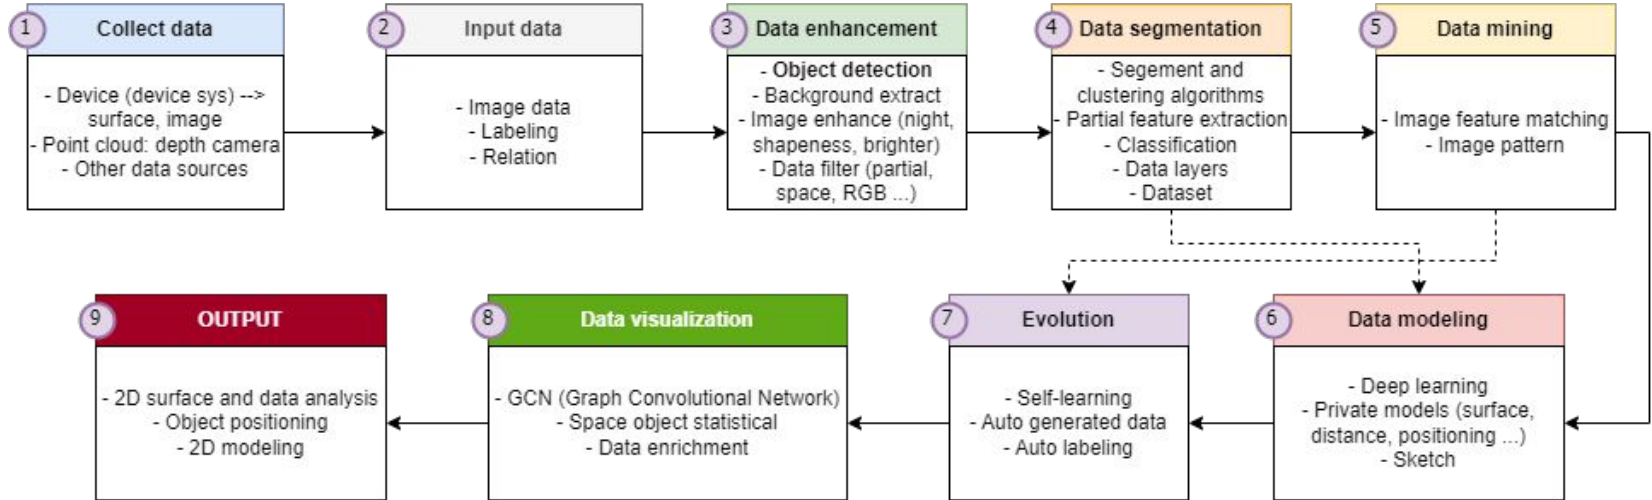 1
Collect data
- Device (device sys) -->
surface, image
- Point cloud: depth camera
- Other data sources
2
Input data
- Image data
- Labeling
- Relation
3
Data enhancement
- Object detection
- Background extract
- Image enhance (night,
shapeness, brighter)
- Data filter (partial,
space, RGB ...)
4
Data segmentation
- Segement and
clustering algorithms
- Partial feature extraction
- Classification
- Data layers
- Dataset
5
Data mining
- Image feature matching
- Image pattern
6
Data modeling
- Deep learning
- Private models (surface,
distance, positioning ...)
- Sketch
7
Evolution
- Self-learning
- Auto generated data
- Auto labeling
8
Data visualization
- GCN (Graph Convolutional Network)
- Space object statistical
- Data enrichment
9
OUTPUT
- 2D surface and data analysis
- Object positioning
- 2D modeling